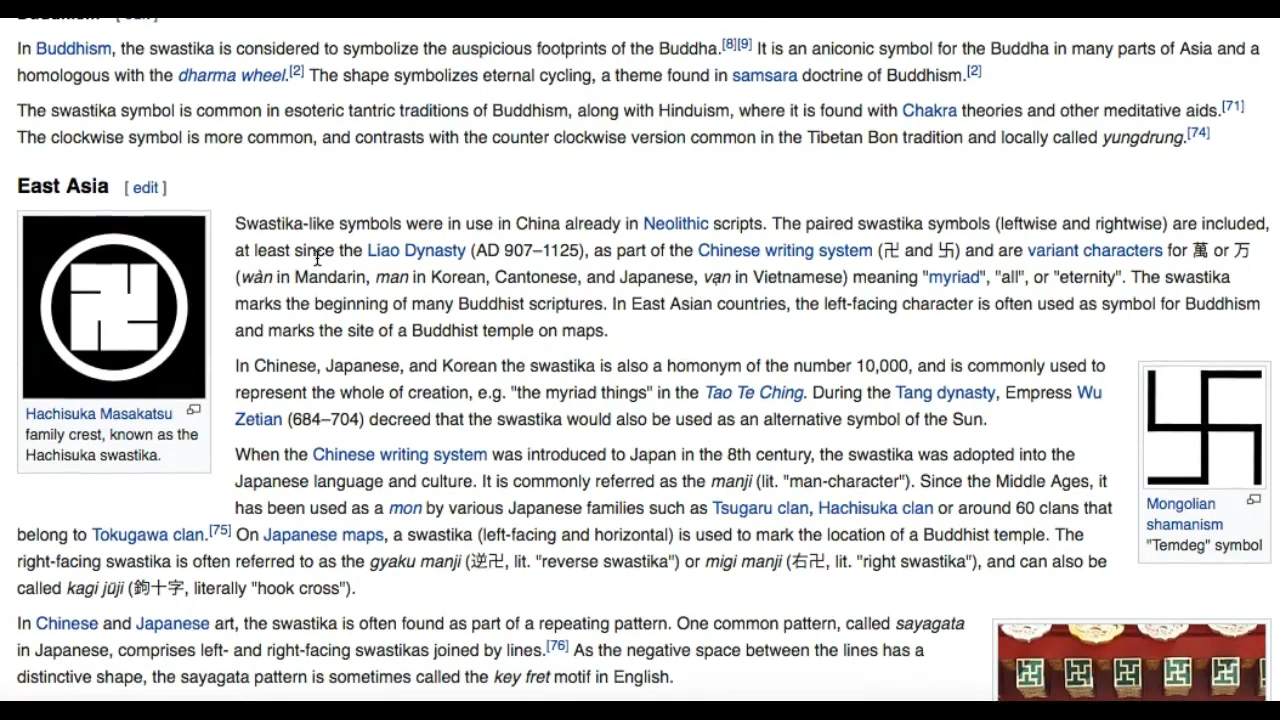 In Buddhism, the swastika is considered to symbolize the auspicious footprints of the Buddha.[8][9] It is an aniconic symbol for the Buddha in many parts of Asia and a
homologous with the dharma wheel.[2] The shape symbolizes eternal cycling, a theme found in samsara doctrine of Buddhism.[2]
The swastika symbol is common in esoteric tantric traditions of Buddhism, along with Hinduism, where it is found with Chakra theories and other meditative aids.[71]
The clockwise symbol is more common, and contrasts with the counter clockwise version common in the Tibetan Bon tradition and locally called yungdrung.[74]
East Asia [ edit ]
Swastika-like symbols were in use in China already in Neolithic scripts. The paired swastika symbols (leftwise and rightwise) are included,
at least since the Liao Dynasty (AD 907–1125), as part of the Chinese writing system (卍 and 卐) and are variant characters for 萬 or 万
(wàn in Mandarin, man in Korean, Cantonese, and Japanese, vạn in Vietnamese) meaning "myriad", "all", or "eternity". The swastika
marks the beginning of many Buddhist scriptures. In East Asian countries, the left-facing character is often used as symbol for Buddhism
and marks the site of a Buddhist temple on maps.
Hachisuka Masakatsu
family crest, known as the
Hachisuka swastika.
In Chinese, Japanese, and Korean the swastika is also a homonym of the number 10,000, and is commonly used to
represent the whole of creation, e.g. "the myriad things" in the Tao Te Ching. During the Tang dynasty, Empress Wu
Zetian (684–704) decreed that the swastika would also be used as an alternative symbol of the Sun.
When the Chinese writing system was introduced to Japan in the 8th century, the swastika was adopted into the
Japanese language and culture. It is commonly referred as the manji (lit. "man-character"). Since the Middle Ages, it
has been used as a mon by various Japanese families such as Tsugaru clan, Hachisuka clan or around 60 clans that
belong to Tokugawa clan.[75] On Japanese maps, a swastika (left-facing and horizontal) is used to mark the location of a Buddhist temple. The
right-facing swastika is often referred to as the gyaku manji (逆卍, lit. "reverse swastika") or migi manji (右卍, lit. "right swastika"), and can also be
called kagi jūji (鉤十字, literally "hook cross").
Mongolian
shamanism
"Temdeg" symbol
In Chinese and Japanese art, the swastika is often found as part of a repeating pattern. One common pattern, called sayagata
in Japanese, comprises left- and right-facing swastikas joined by lines.[76] As the negative space between the lines has a
distinctive shape, the sayagata pattern is sometimes called the key fret motif in English.